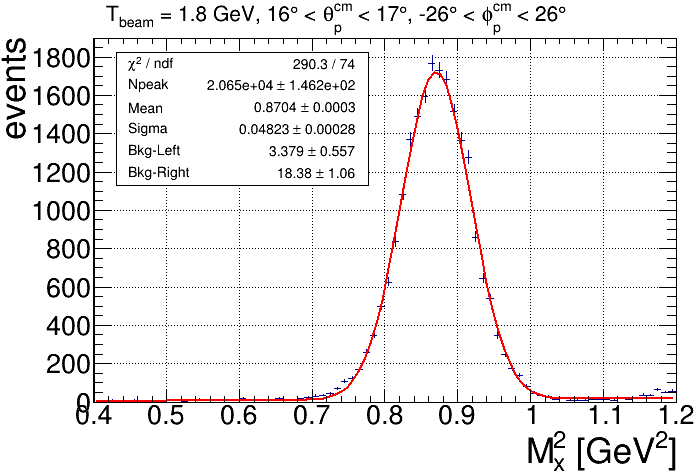 T_beam = 1.8 GeV, 16° < θ_p^cm < 17°, -26° < ϕ_p^cm < 26°
events
χ² / ndf 290.3 / 74
Npeak 2.065e+04 ± 1.462e+02
Mean 0.8704 ± 0.0003
Sigma 0.04823 ± 0.00028
Bkg-Left 3.379 ± 0.557
Bkg-Right 18.38 ± 1.06
1800
1600
1400
1200
1000
800
600
400
200
0
0.4 0.5 0.6 0.7 0.8 0.9 1 1.1 1.2
M_x^2 [GeV²]